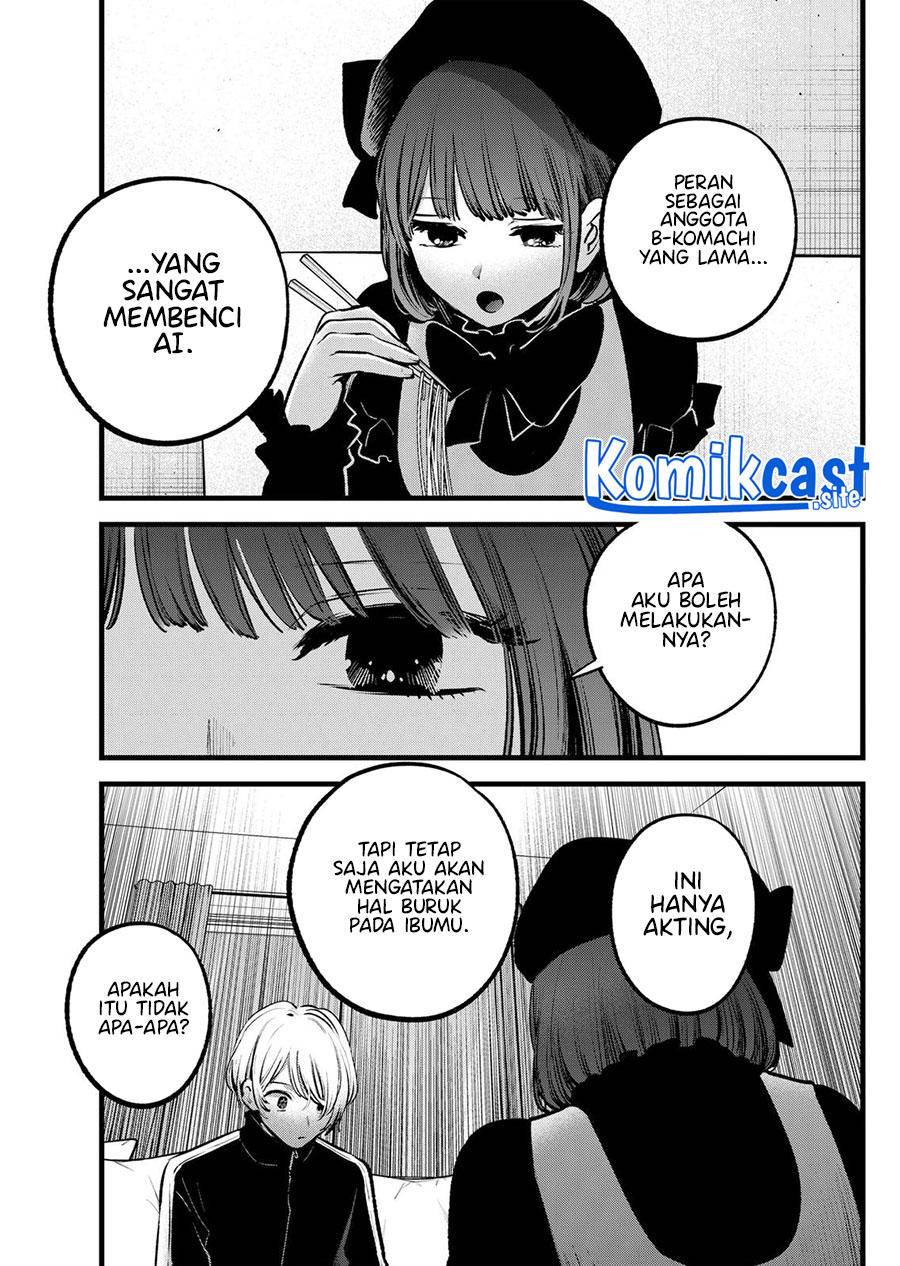 PERAN
SEBAGAI
ANGGOTA
B-KOMACHI
YANG LAMA...
...YANG
SANGAT
MEMBENCI
AI.
Komikcast
.site
APA
AKU BOLEH
MELAKUKAN-
NYA?
INI
HANYA
AKTING,
TAPI TETAP
SAJA AKU AKAN
MENGATAKAN
HAL BURUK
PADA IBUMU.
APAKAH
ITU TIDAK
APA-APA?